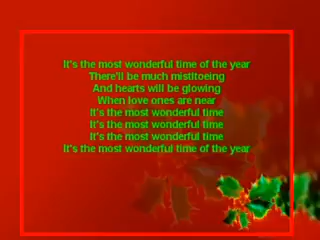 It's the most wonderful time of the year
There'll be much mistltoeing
And hearts will be glowing
When love ones are near
It's the most wonderful time
It's the most wonderful time
It's the most wonderful time
It's the most wonderful time of the year